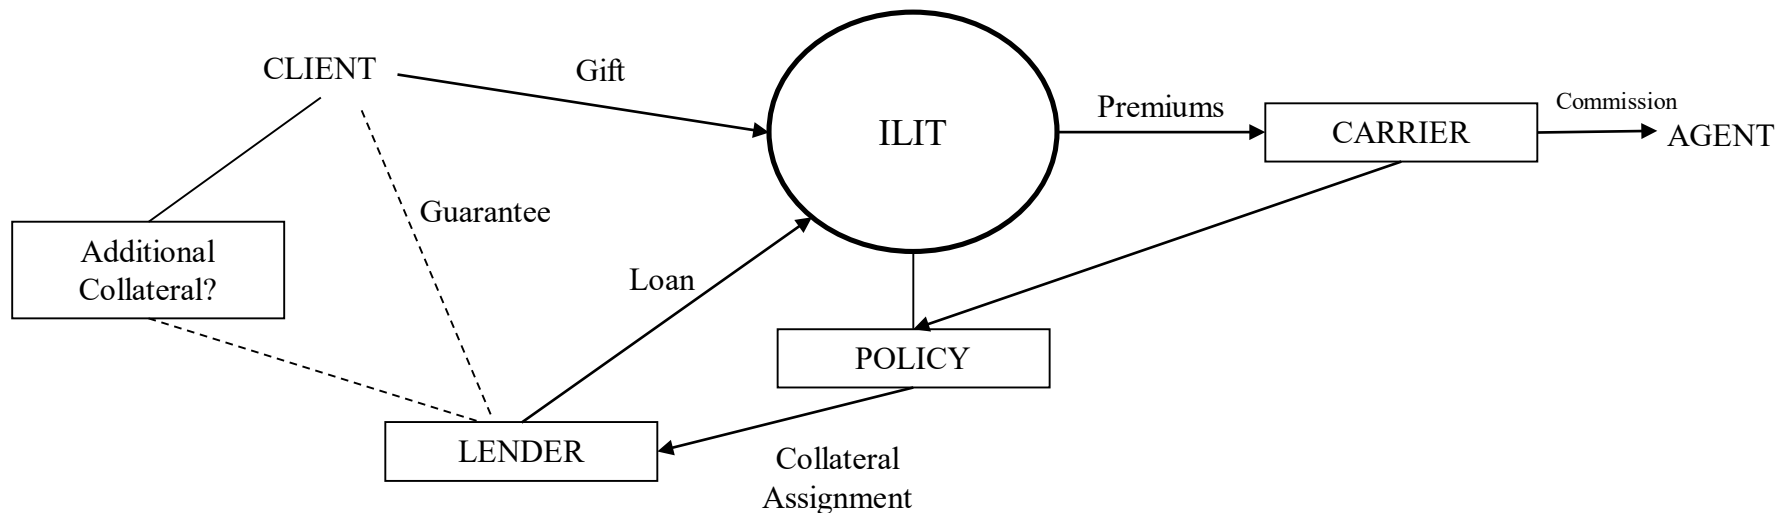 CLIENT
Gift
ILIT
Premiums
CARRIER
Commission
AGENT
Additional
Collateral?
Guarantee
Loan
POLICY
LENDER
Collateral
Assignment